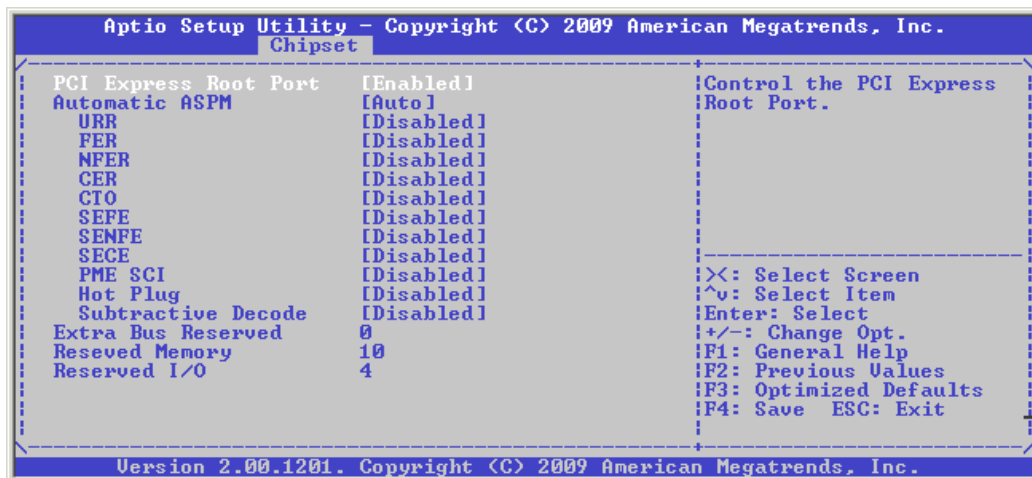 Aptio Setup Utility - Copyright (C) 2009 American Megatrends, Inc.
Chipset
PCI Express Root Port [Enabled] Control the PCI Express
Automatic ASPM [Auto] Root Port.
URR [Disabled]
FER [Disabled]
NFER [Disabled]
CER [Disabled]
CTO [Disabled]
SEFE [Disabled]
SENFE [Disabled]
SECE [Disabled]
PME SCI [Disabled] ><: Select Screen
Hot Plug [Disabled] ^v: Select Item
Subtractive Decode [Disabled] Enter: Select
Extra Bus Reserved 0 +/-: Change Opt.
Reseved Memory 10 F1: General Help
Reserved I/O 4 F2: Previous Values
F3: Optimized Defaults
F4: Save ESC: Exit
Version 2.00.1201. Copyright (C) 2009 American Megatrends, Inc.